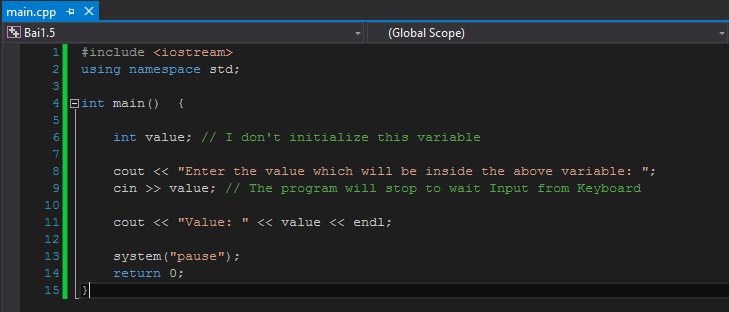 main.cpp
Bai1.5 (Global Scope)
1 #include <iostream>
2 using namespace std;
3
4 int main()  {
5
6     int value; // I don't initialize this variable
7
8     cout << "Enter the value which will be inside the above variable: ";
9     cin >> value; // The program will stop to wait Input from Keyboard
10
11     cout << "Value: " << value << endl;
12
13     system("pause");
14     return 0;
15 }